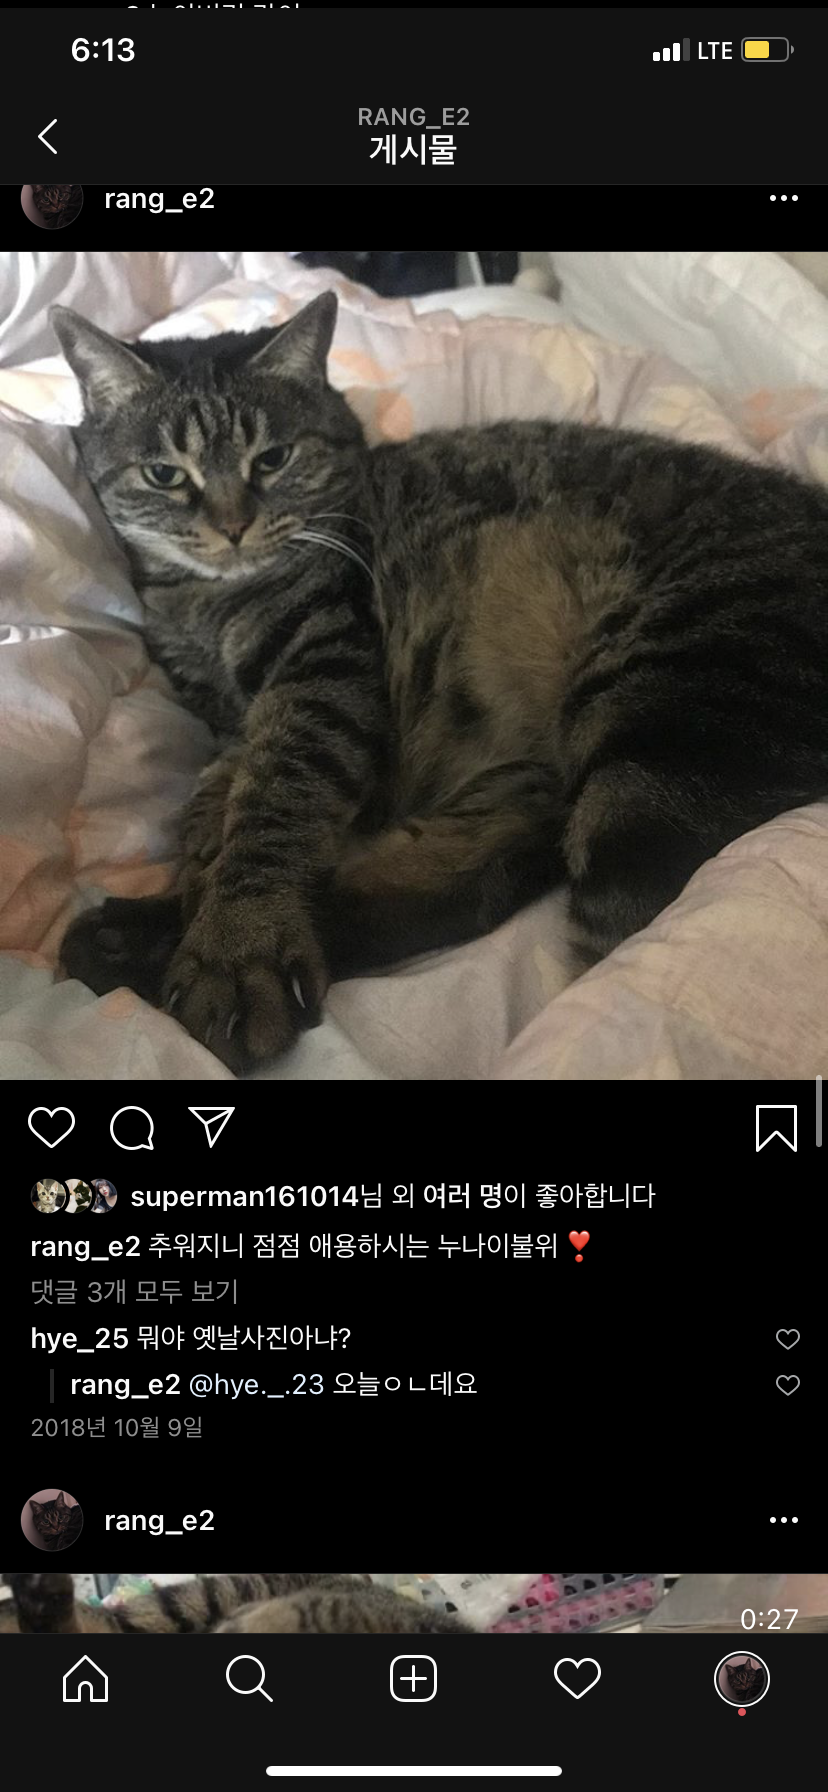 6:13
LTE
RANG_E2
게시물
rang_e2
superman161014님 외 여러 명이 좋아합니다
rang_e2 추워지니 점점 애용하시는 누나이불위❣️
댓글 3개 모두 보기
hye_25 뭐야 옛날사진아냐?
rang_e2 @hye._.23 오늘ㅇㄴ데요
2018년 10월 9일
rang_e2
0:27